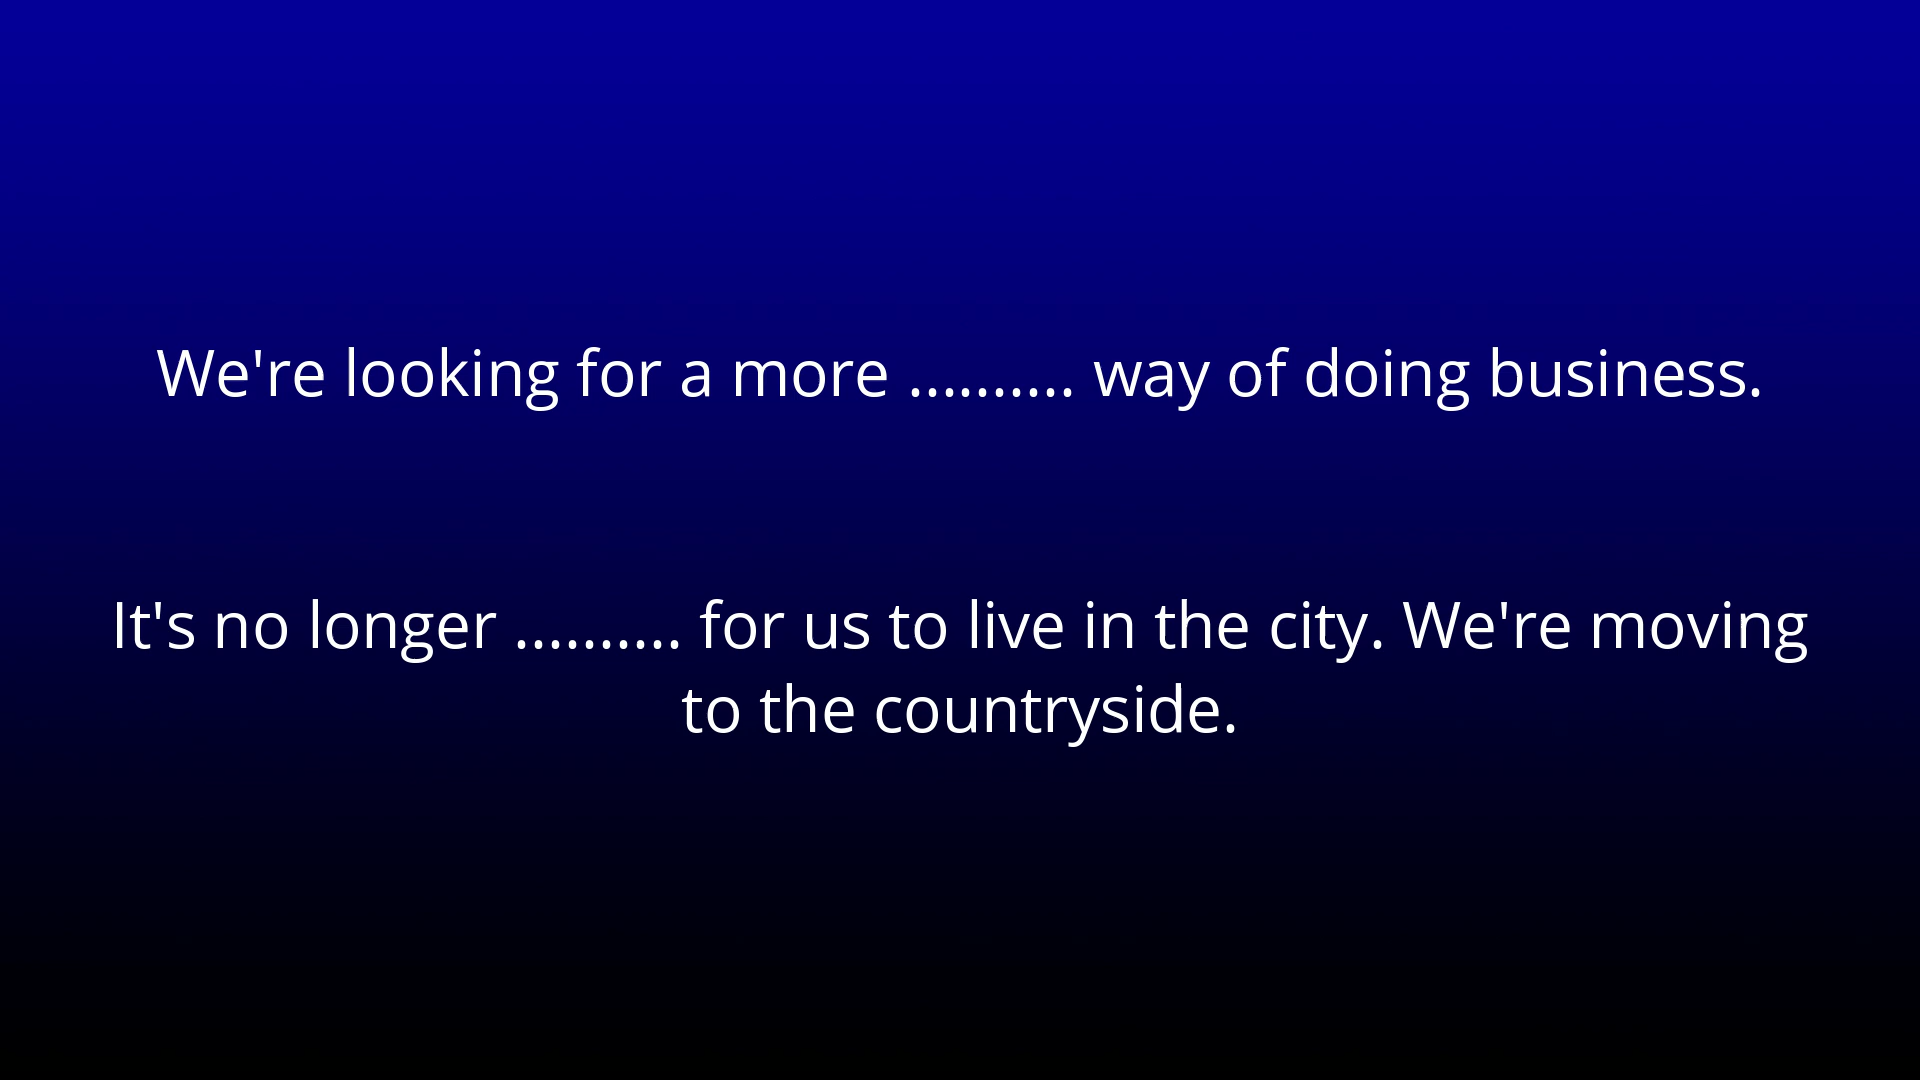 We're looking for a more .......... way of doing business.
It's no longer .......... for us to live in the city. We're moving
to the countryside.